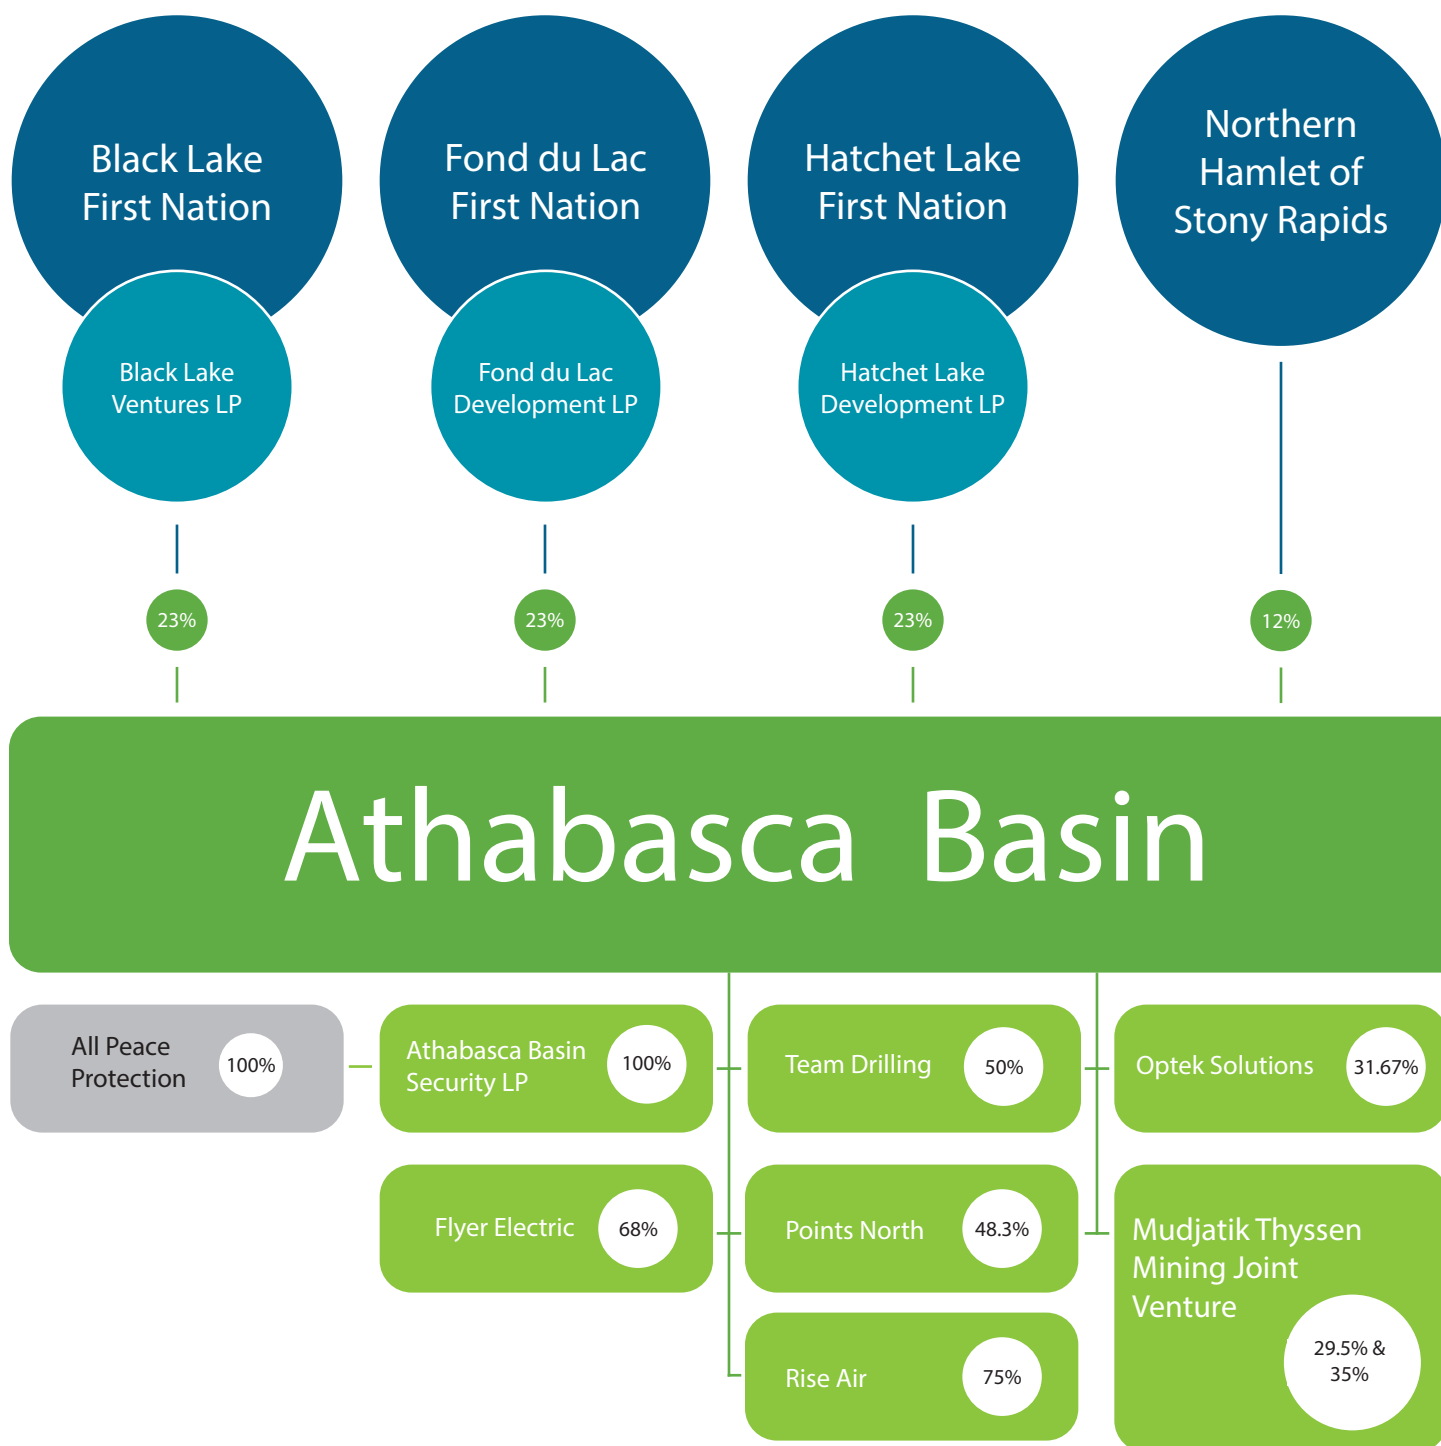 Black Lake
First Nation
Fond du Lac
First Nation
Hatchet Lake
First Nation
Northern
Hamlet of
Stony Rapids
Black Lake
Ventures LP
Fond du Lac
Development LP
Hatchet Lake
Development LP
23%
23%
23%
12%
Athabasca Basin
All Peace
Protection
100%
Athabasca Basin
Security LP
100%
Team Drilling
50%
Optek Solutions
31.67%
Flyer Electric
68%
Points North
48.3%
Mudjatik Thyssen
Mining Joint
Venture
29.5% &
35%
Rise Air
75%